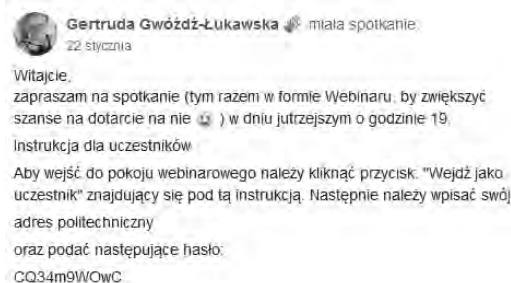 Gertruda Gwóźdź-Łukawska miała spotkanie.
22 stycznia
Witajcie,
zapraszam na spotkanie (tym razem w formie Webinaru, by zwiększyć
szanse na dotarcie na nie ) w dniu jutrzejszym o godzinie 19.
Instrukcja dla uczestników
Aby wejść do pokoju webinarowego należy kliknąć przycisk: "Wejdź jako
uczestnik" znajdujący się pod tą instrukcją. Następnie należy wpisać swój
adres politechniczny
oraz podać następujące hasło:
CQ34m9WOwC